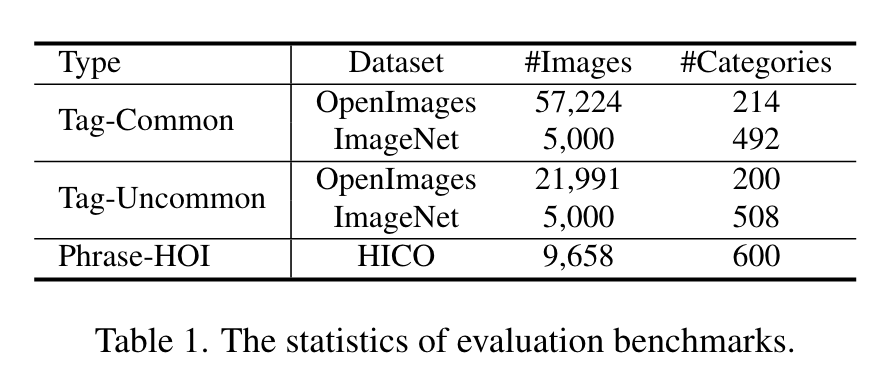 Type Dataset #Images #Categories
Tag-Common OpenImages 57,224 214
ImageNet 5,000 492
Tag-Uncommon OpenImages 21,991 200
ImageNet 5,000 508
Phrase-HOI HICO 9,658 600
Table 1. The statistics of evaluation benchmarks.